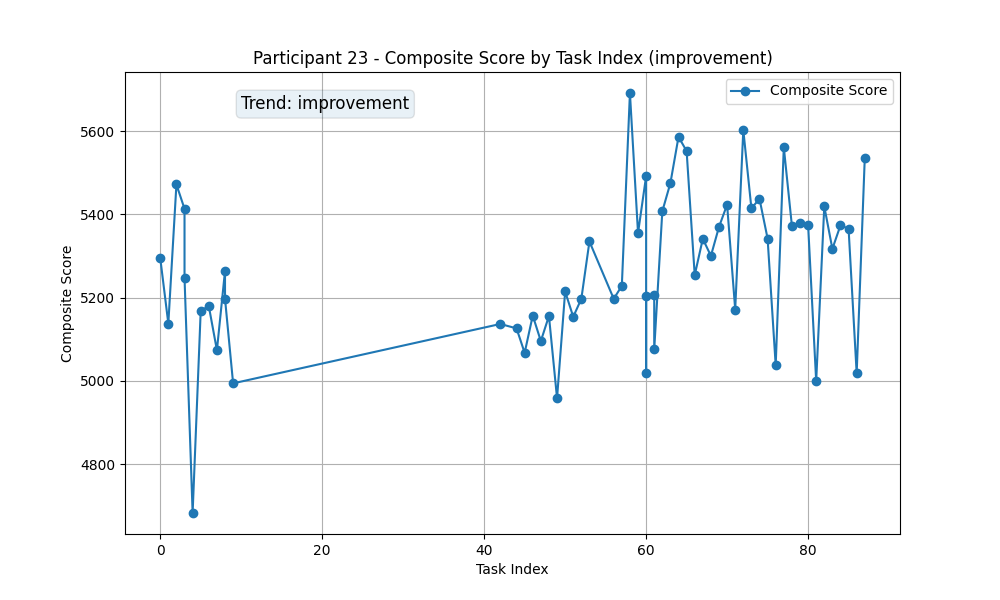 Participant 23 - Composite Score by Task Index (improvement)
Trend: improvement
Composite Score
5600
5400
5200
5000
4800
Composite Score
0 20 40 60 80
Task Index